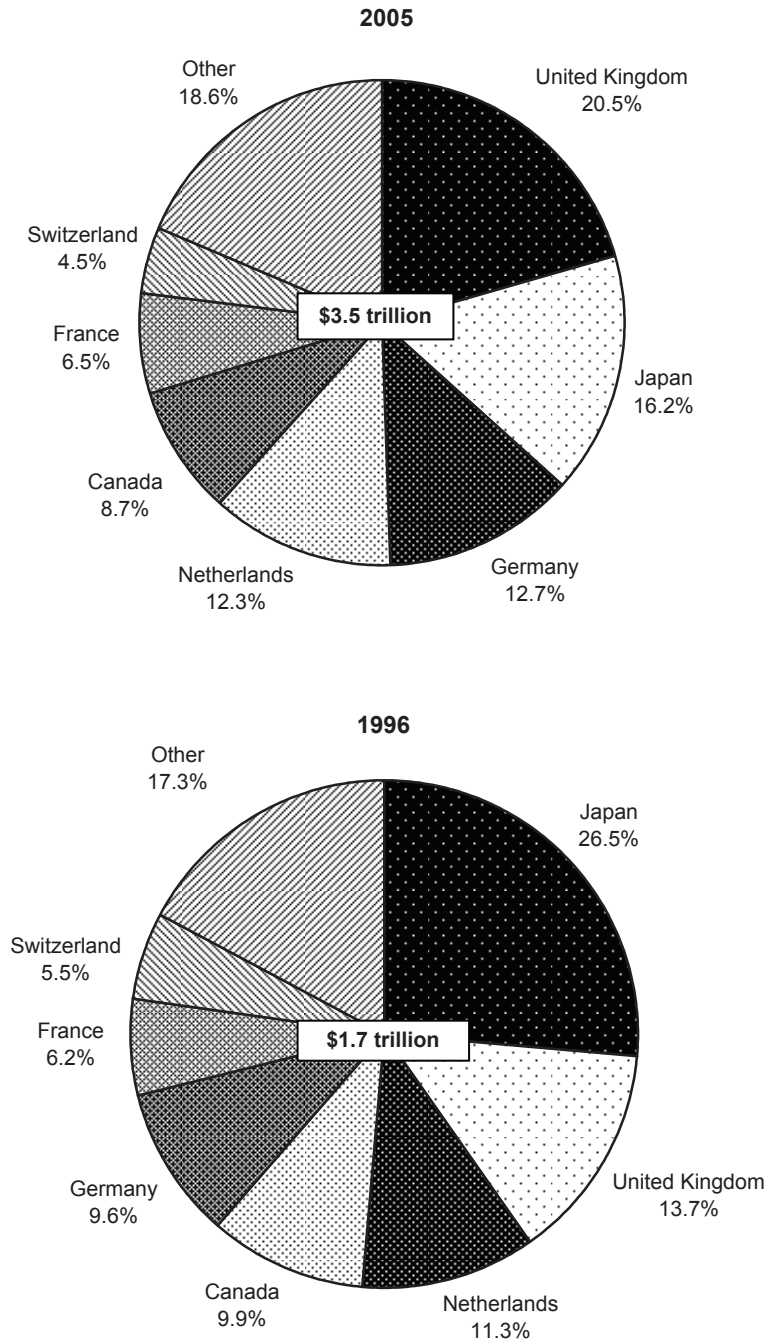 2005
Other
18.6%
United Kingdom
20.5%
Switzerland
4.5%
$3.5 trillion
France
6.5%
Japan
16.2%
Canada
8.7%
Netherlands
12.3%
Germany
12.7%
1996
Other
17.3%
Japan
26.5%
Switzerland
5.5%
France
6.2%
$1.7 trillion
Germany
9.6%
United Kingdom
13.7%
Canada
9.9%
Netherlands
11.3%